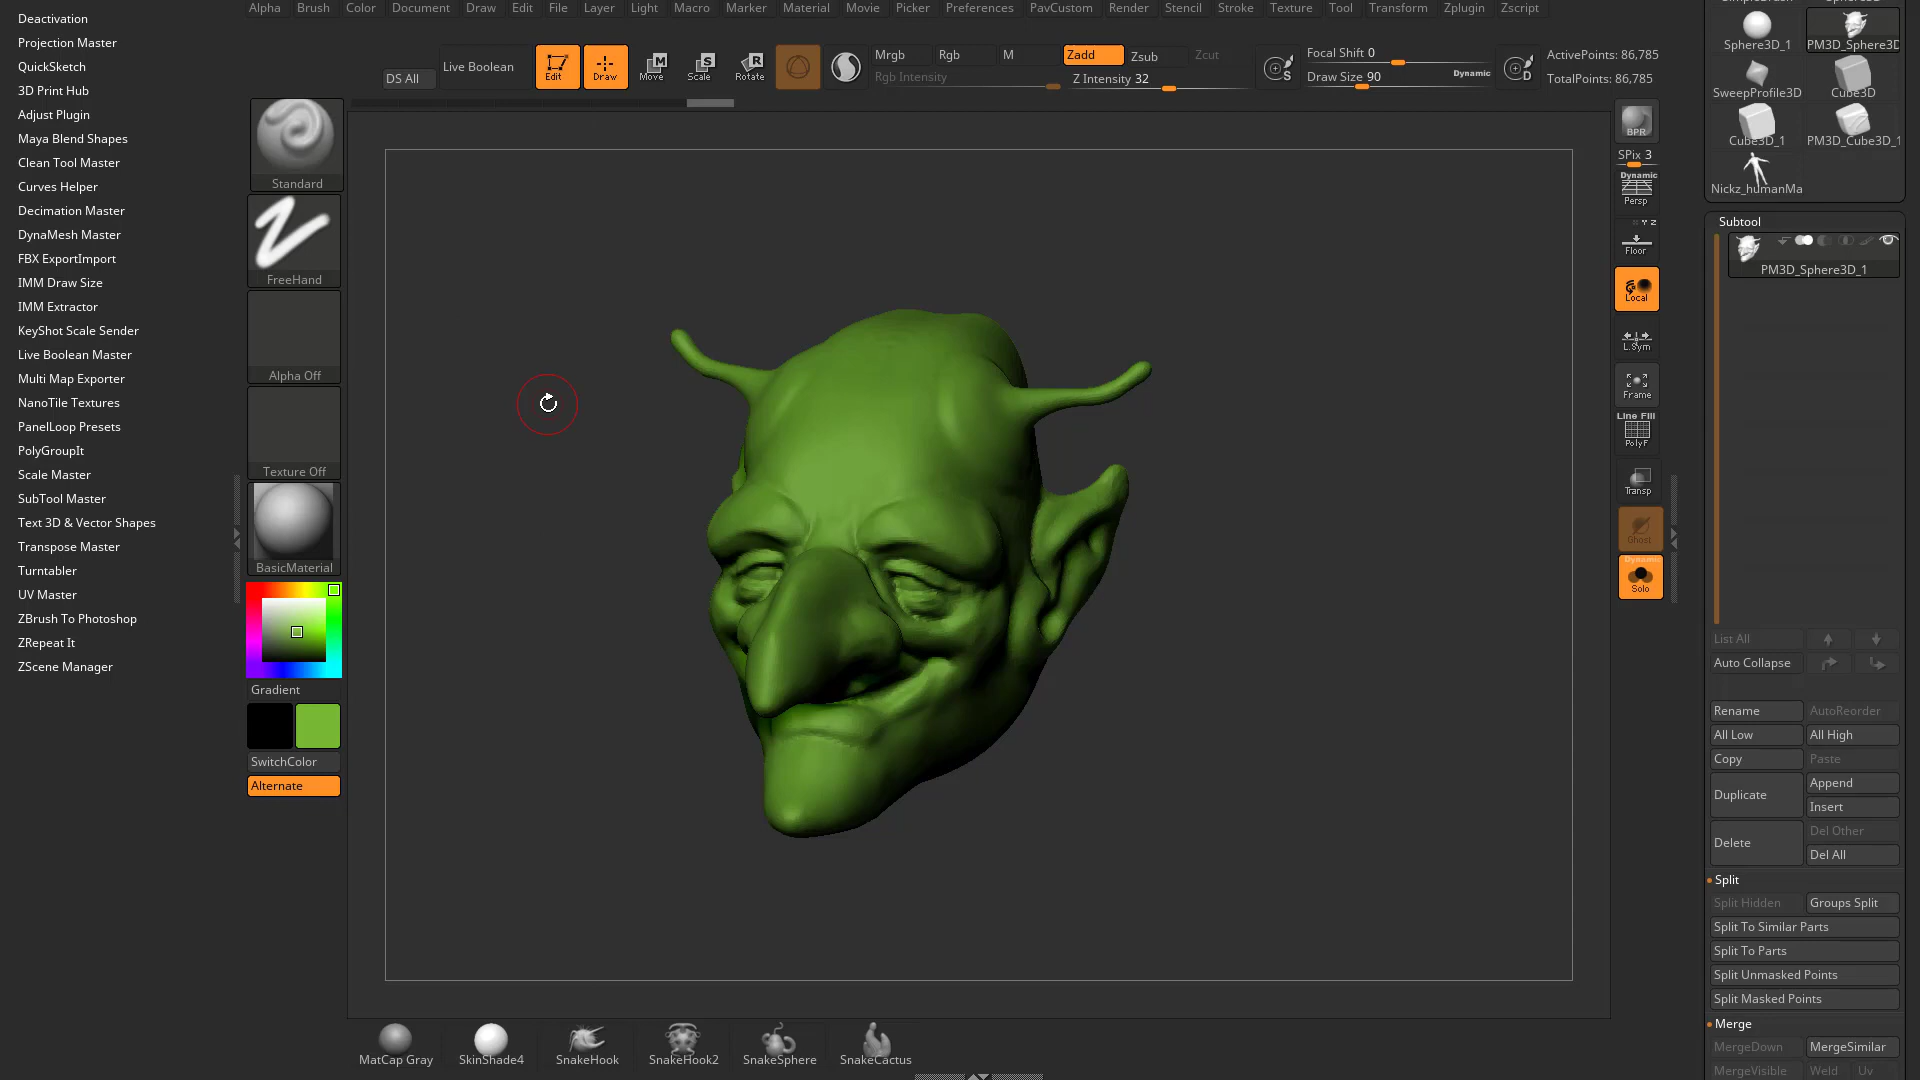 Alpha Brush Color Document Draw Edit File Layer Light Macro Marker Material Movie Picker Preferences PavCustom Render Stencil Stroke Texture Tool Transform Zplugin Zscript
Deactivation
Projection Master
QuickSketch
3D Print Hub
Adjust Plugin
Maya Blend Shapes
Clean Tool Master
Curves Helper
Decimation Master
DynaMesh Master
FBX ExportImport
IMM Draw Size
IMM Extractor
KeyShot Scale Sender
Live Boolean Master
Multi Map Exporter
NanoTile Textures
PanelLoop Presets
PolyGroupIt
Scale Master
SubTool Master
Text 3D & Vector Shapes
Transpose Master
Turntabler
UV Master
ZBrush To Photoshop
ZRepeat It
ZScene Manager
DS All
Live Boolean
Edit
Draw
Move
Scale
Rotate
Mrgb Rgb M
Rgb Intensity
Zadd Zsub Zcut
Z Intensity 32
Focal Shift 0
Draw Size 90
Dynamic
ActivePoints: 86,785
TotalPoints: 86,785
Standard
FreeHand
Alpha Off
Texture Off
BasicMaterial
Gradient
SwitchColor
Alternate
BPR
SPix 3
Dynamic
Persp
Floor
Local
L.Sym
Frame
Line Fill
PolyF
Transp
Ghost
Dynamic
Solo
Sphere3D_1
PM3D_Sphere3D
SweepProfile3D
Cube3D
Cube3D_1
PM3D_Cube3D_1
Nickz_humanMa
Subtool
PM3D_Sphere3D_1
List All
Auto Collapse
Rename AutoReorder
All Low All High
Copy Paste
Duplicate
Append
Insert
Delete
Del Other
Del All
Split
Split Hidden Groups Split
Split To Similar Parts
Split To Parts
Split Unmasked Points
Split Masked Points
Merge
MergeDown MergeSimilar
MergeVisible Weld Uv
MatCap Gray
SkinShade4
SnakeHook
SnakeHook2
SnakeSphere
SnakeCactus